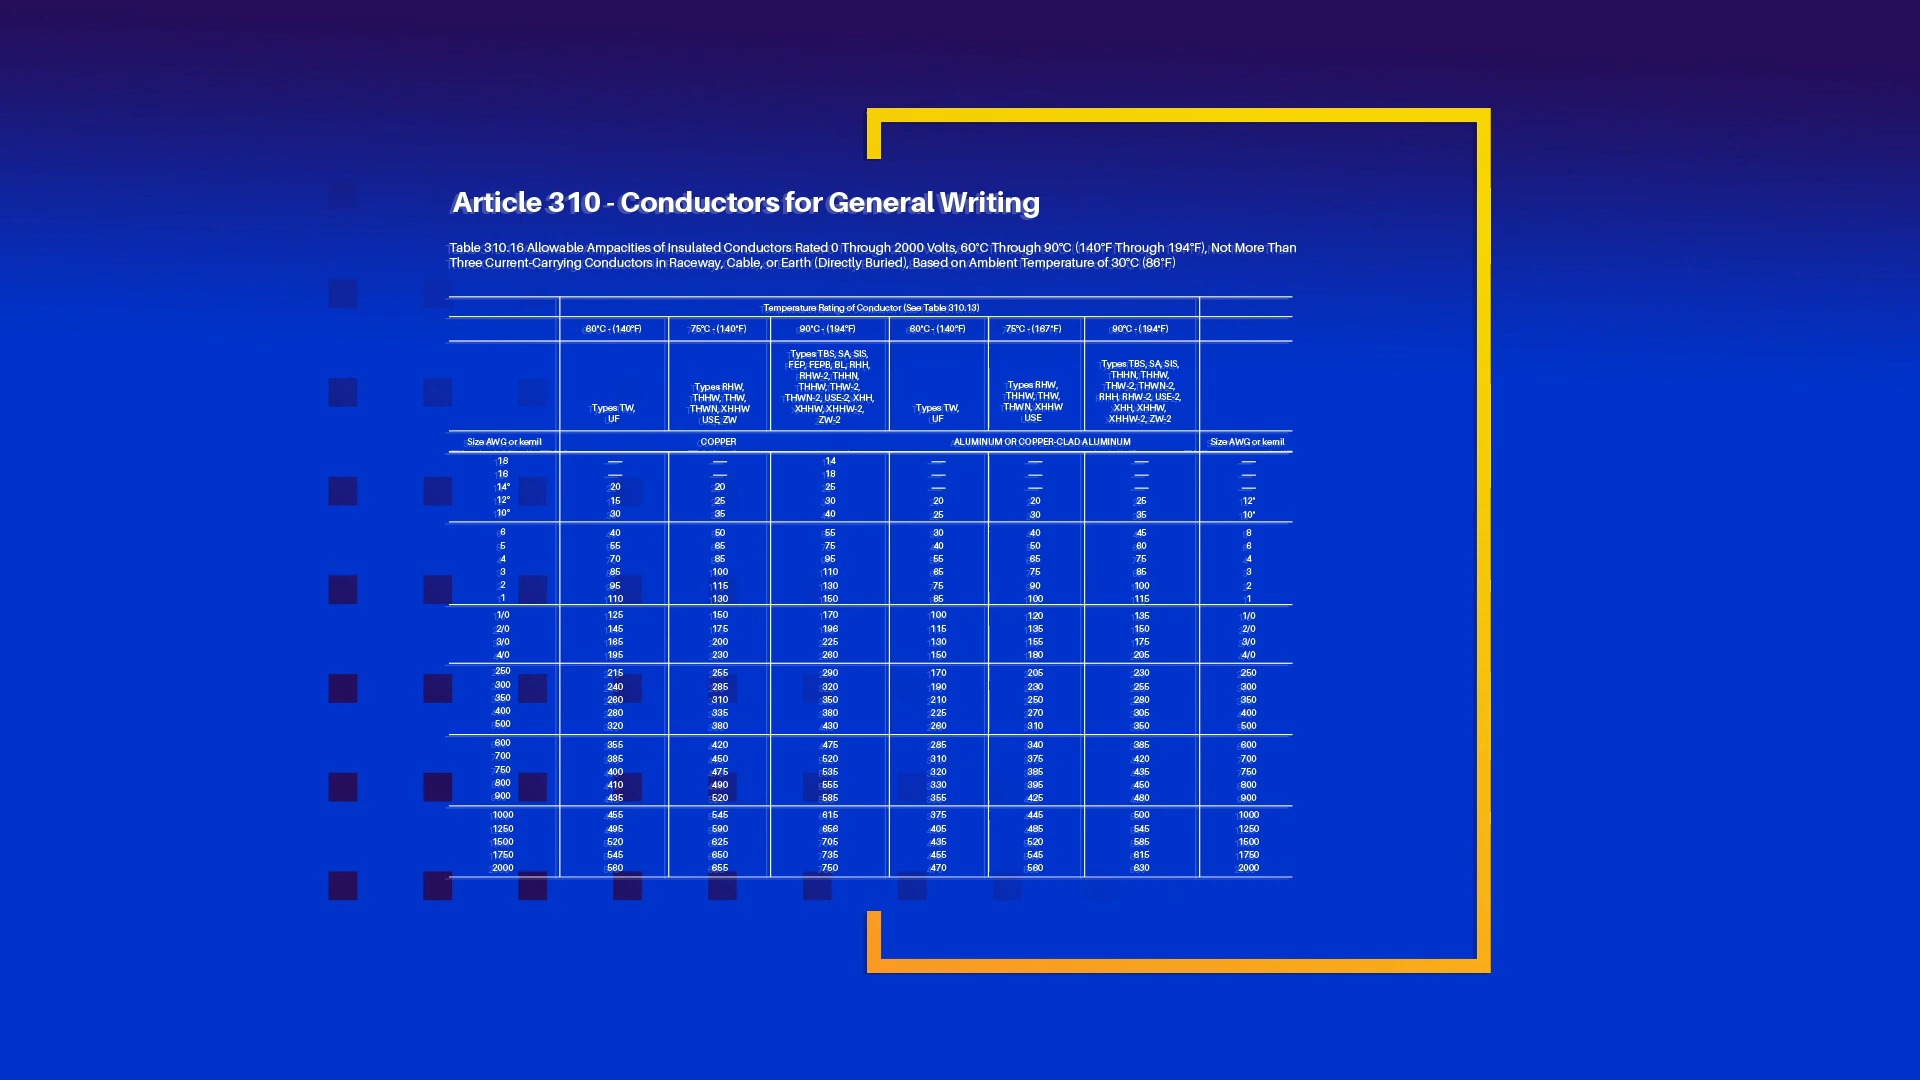 Article 310 - Conductors for General Writing
Table 310.16 Allowable Ampacities of Insulated Conductors Rated 0 Through 2000 Volts, 60°C Through 90°C (140°F Through 194°F), Not More Than
Three Current-Carrying Conductors in Raceway, Cable, or Earth (Directly Buried), Based on Ambient Temperature of 30°C (86°F)
Temperature Rating of Conductor (See Table 310.13)
60°C - (140°F) 75°C - (140°F) 90°C - (194°F) 60°C - (140°F) 75°C - (167°F) 90°C - (194°F)
Types TW,
UF
Types RHW,
THHW, THW,
THWN, XHHW
USE, ZW
Types TBS, SA, SIS,
FEP, FEPB, BL, RHH,
RHW-2, THHN,
THHW, THW-2,
THWN-2, USE-2, XHH,
XHHW, XHHW-2,
ZW-2
Types TW,
UF
Types RHW,
THHW, THW,
THWN, XHHW
USE
Types TBS, SA, SIS,
THHN, THHW,
THW-2, THWN-2,
RHH, RHW-2, USE-2,
XHH, XHHW,
XHHW-2, ZW-2
Size AWG or kemil COPPER ALUMINUM OR COPPER-CLAD ALUMINUM Size AWG or kemil
18 — — 14 — — — —
16 — — 18 — — — —
14* 20 20 25 — — — —
12* 15 25 30 20 20 25 12*
10* 30 35 40 25 30 35 10*
6 40 50 55 30 40 45 8
5 55 65 75 40 50 60 6
4 70 85 95 55 65 75 4
3 85 100 110 65 75 85 3
2 95 115 130 75 90 100 2
1 110 130 150 85 100 115 1
1/0 125 150 170 100 120 135 1/0
2/0 145 175 196 115 135 150 2/0
3/0 165 200 225 130 155 175 3/0
4/0 195 230 260 150 180 205 4/0
250 215 255 290 170 205 230 250
300 240 285 320 190 230 255 300
350 260 310 350 210 250 280 350
400 280 335 380 225 270 305 400
500 320 380 430 260 310 350 500
600 355 420 475 285 340 385 600
700 385 450 520 310 375 420 700
750 400 475 535 320 385 435 750
800 410 490 555 330 395 450 800
900 435 520 585 355 425 480 900
1000 455 545 615 375 445 500 1000
1250 495 590 656 405 485 545 1250
1500 520 625 705 435 520 585 1500
1750 545 650 735 455 545 615 1750
2000 560 655 750 470 560 630 2000